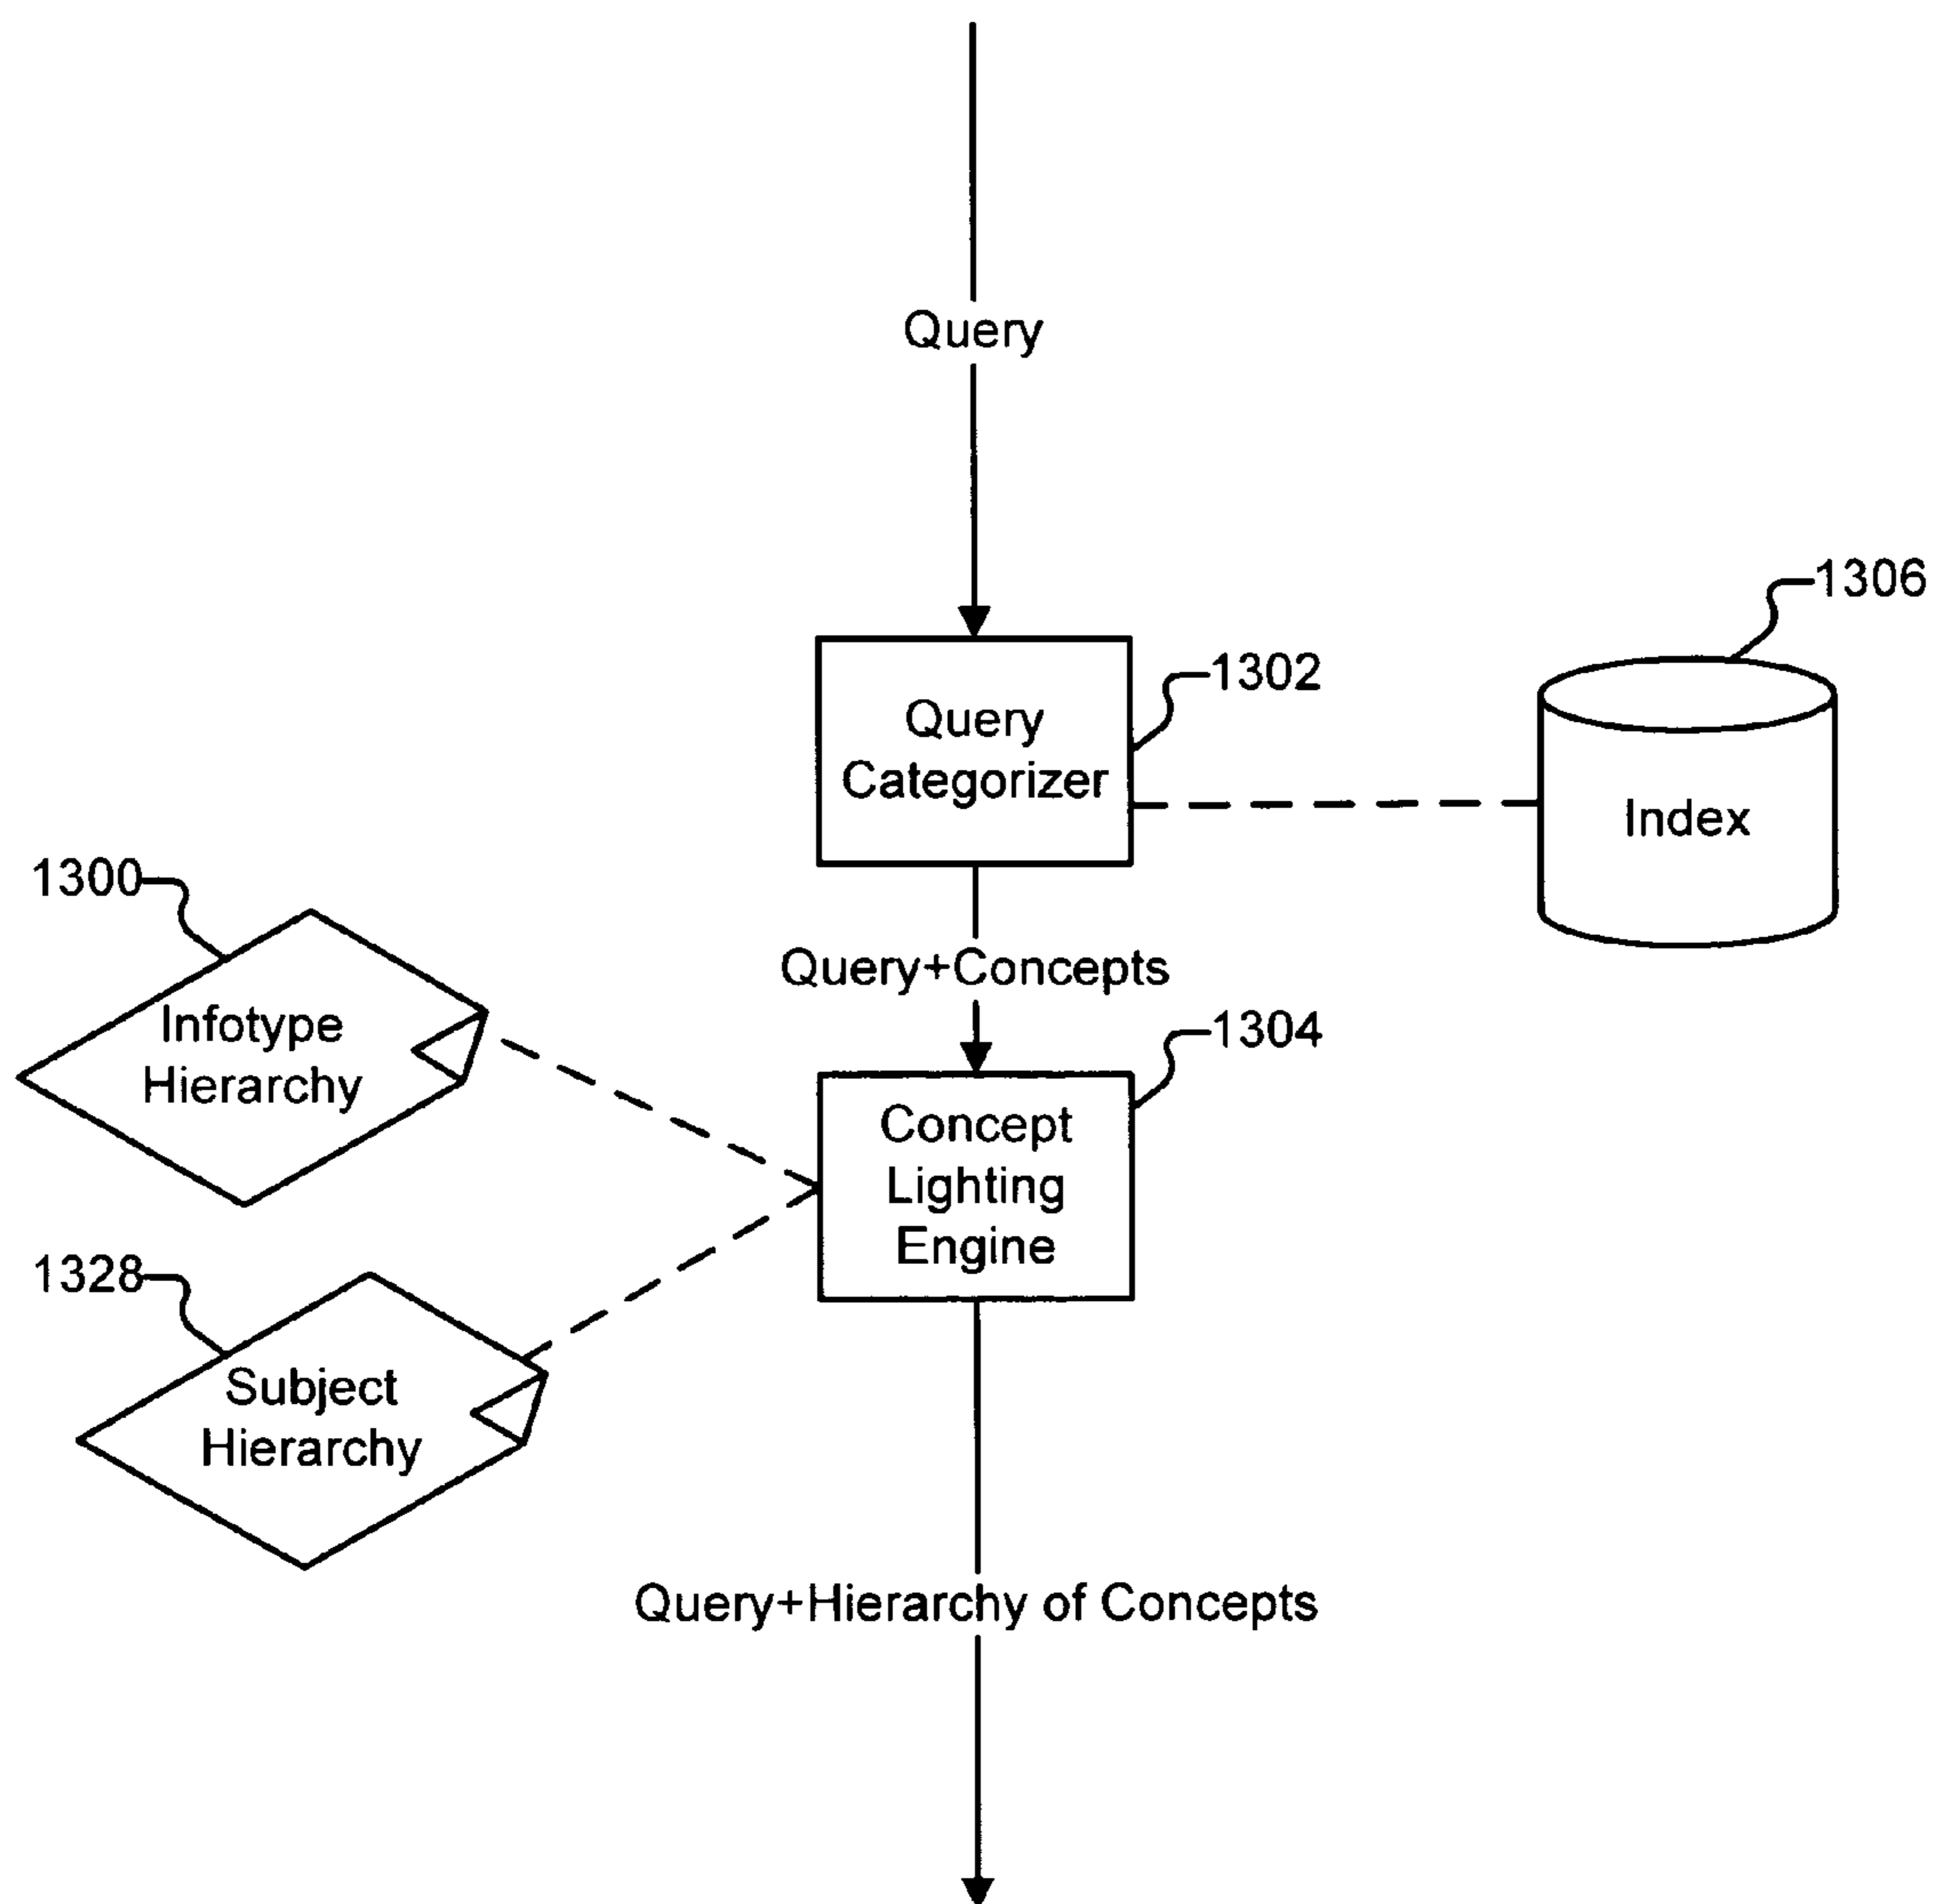 Query
1306
1302
Query
Categorizer
Index
1300
Query+Concepts
Infotype
Hierarchy
1304
Concept
Lighting
Engine
1328
Subject
Hierarchy
Query+Hierarchy of Concepts